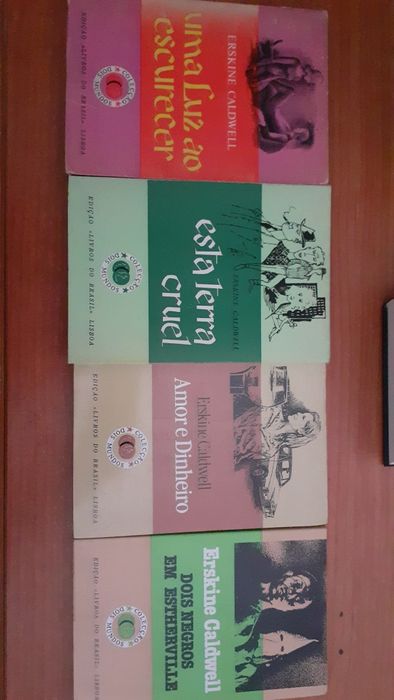 ERSKINE CALDWELL
uma Luz ao
escurecer
COLECÇÃO
DOIS MUNDOS
EDIÇÃO «LIVROS DO BRASIL» LISBOA
ERSKINE CALDWELL
esta terra
cruel
COLECÇÃO
DOIS MUNDOS
EDIÇÃO «LIVROS DO BRASIL» LISBOA
Erskine Caldwell
Amor e Dinheiro
COLECÇÃO
DOIS MUNDOS
EDIÇÃO «LIVROS DO BRASIL» LISBOA
Erskine Caldwell
DOIS NEGROS
EM ESTHERVILLE
COLECÇÃO
DOIS MUNDOS
EDIÇÃO «LIVROS DO BRASIL» LISBOA